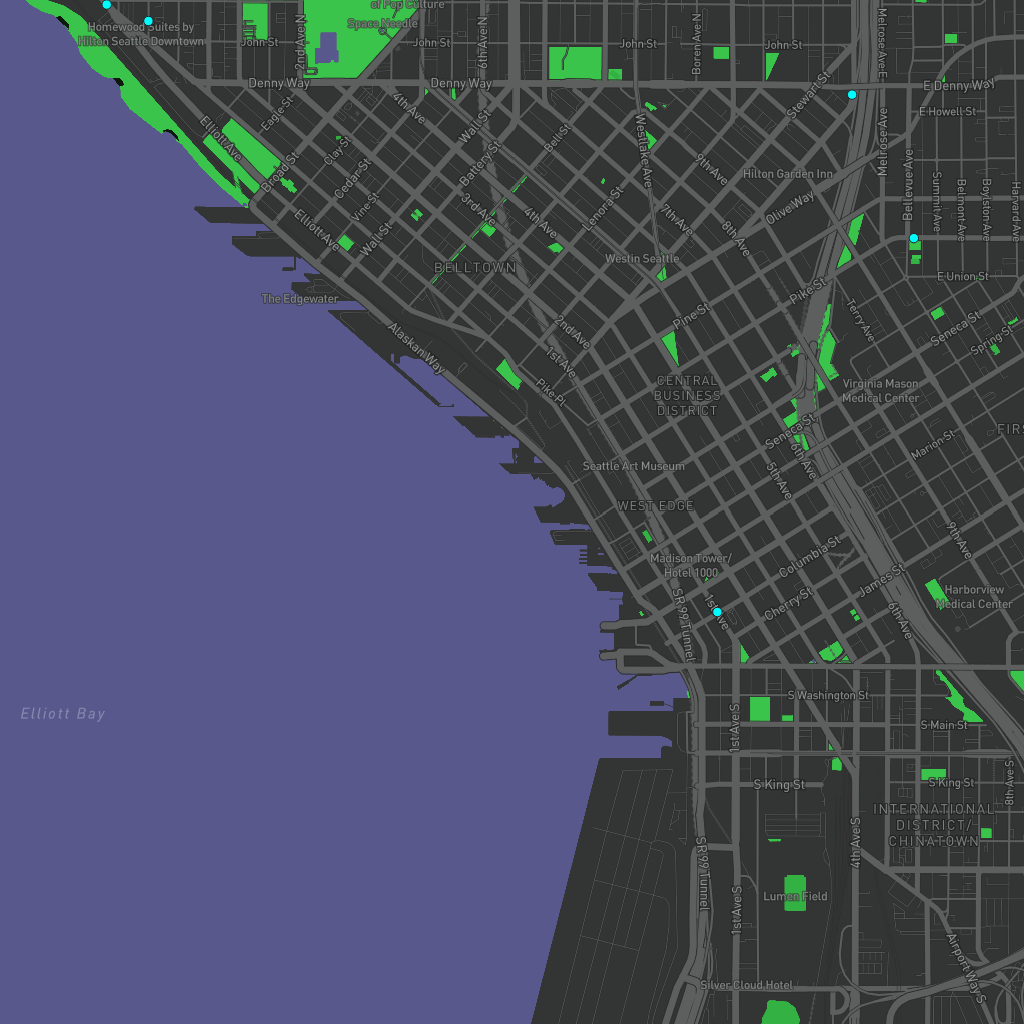 of Pop Culture
Space Needle
Homewood Suites by
Hilton Seattle Downtown
John St
John St
John St
John St
2nd Ave N
6th Ave N
Boren Ave N
Melrose Ave E
Denny Way
Denny Way
E Denny Way
Eagle St
4th Ave
Stewart St
E Howell St
Elliott Ave
Clay St
Wall St
Bell St
Westlake Ave
Melrose Ave
Broad St
Cedar St
Battery St
9th Ave
Hilton Garden Inn
Bellevue Ave
Summit Ave
Belmont Ave
Boylston Ave
Harvard Ave
Vine St
3rd Ave
4th Ave
Lenora St
7th Ave
8th Ave
Olive Way
Elliott Ave
Wall St
BELLTOWN
Westin Seattle
E Union St
The Edgewater
Pike St
Pine St
Terry Ave
Seneca St
Spring St
Alaskan Way
2nd Ave
1st Ave
Pike Pl
CENTRAL
BUSINESS
DISTRICT
Virginia Mason
Medical Center
Seneca St
6th Ave
Marion St
FIRS
Seattle Art Museum
5th Ave
WEST EDGE
9th Ave
Madison Tower/
Hotel 1000
Columbia St
James St
Harborview
Medical Center
SR 99 Tunnel
1st Ave
Cherry St
6th Ave
Elliott Bay
S Washington St
1st Ave S
S Main St
S King St
S King St
8th Ave S
INTERNATIONAL
DISTRICT/
CHINATOWN
4th Ave S
SR 99 Tunnel
1st Ave S
Lumen Field
Airport Way S
Silver Cloud Hotel